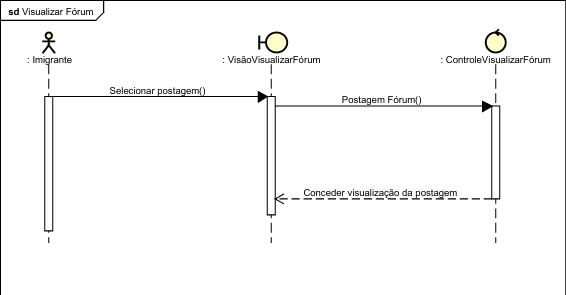 sd Visualizar Fórum
: Imigrante
: VisãoVisualizarFórum
: ControleVisualizarFórum
Selecionar postagem()
Postagem Fórum()
Conceder visualização da postagem